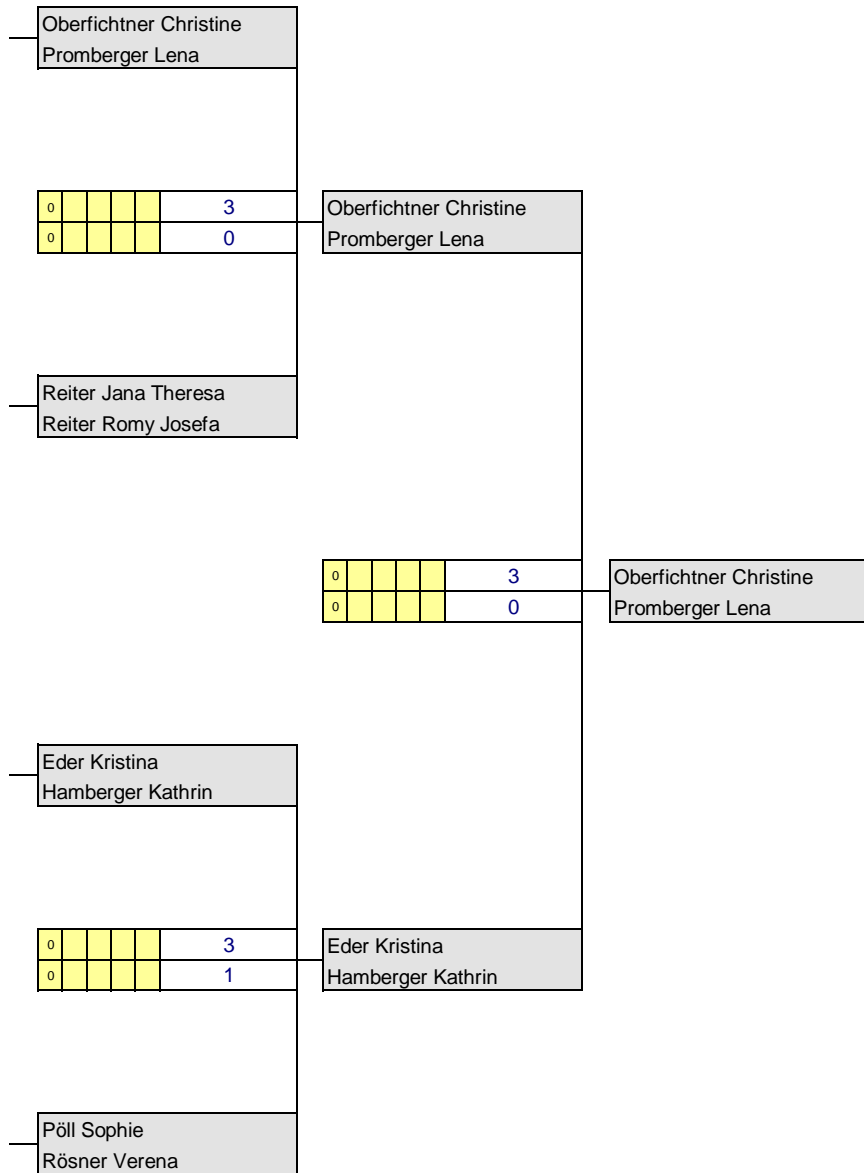 Oberfichtner Christine
Promberger Lena
0 3
Oberfichtner Christine
0 0
Promberger Lena
Reiter Jana Theresa
Reiter Romy Josefa
0 3
Oberfichtner Christine
0 0
Promberger Lena
Eder Kristina
Hamberger Kathrin
0 3
Eder Kristina
0 1
Hamberger Kathrin
Pöll Sophie
Rösner Verena